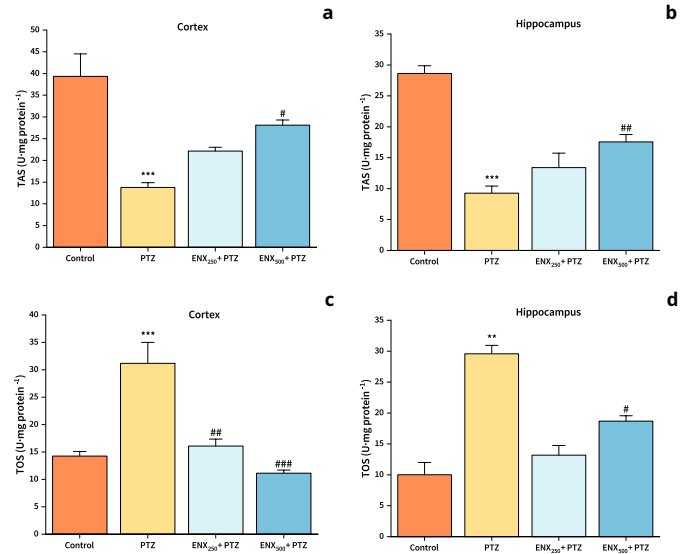 a
Cortex
TAS (U·mg protein⁻¹)
50
45
40
35
30
25
20
15
10
5
0
***
#
Control
PTZ
ENX₂₅₀+ PTZ
ENX₅₀₀+ PTZ
b
Hippocampus
TAS (U·mg protein⁻¹)
35
30
25
20
15
10
5
0
***
##
Control
PTZ
ENX₂₅₀+ PTZ
ENX₅₀₀+ PTZ
c
Cortex
TOS (U·mg protein⁻¹)
40
35
30
25
20
15
10
5
0
***
##
###
Control
PTZ
ENX₂₅₀+ PTZ
ENX₅₀₀+ PTZ
d
Hippocampus
TOS (U·mg protein⁻¹)
35
30
25
20
15
10
5
0
**
#
Control
PTZ
ENX₂₅₀+ PTZ
ENX₅₀₀+ PTZ